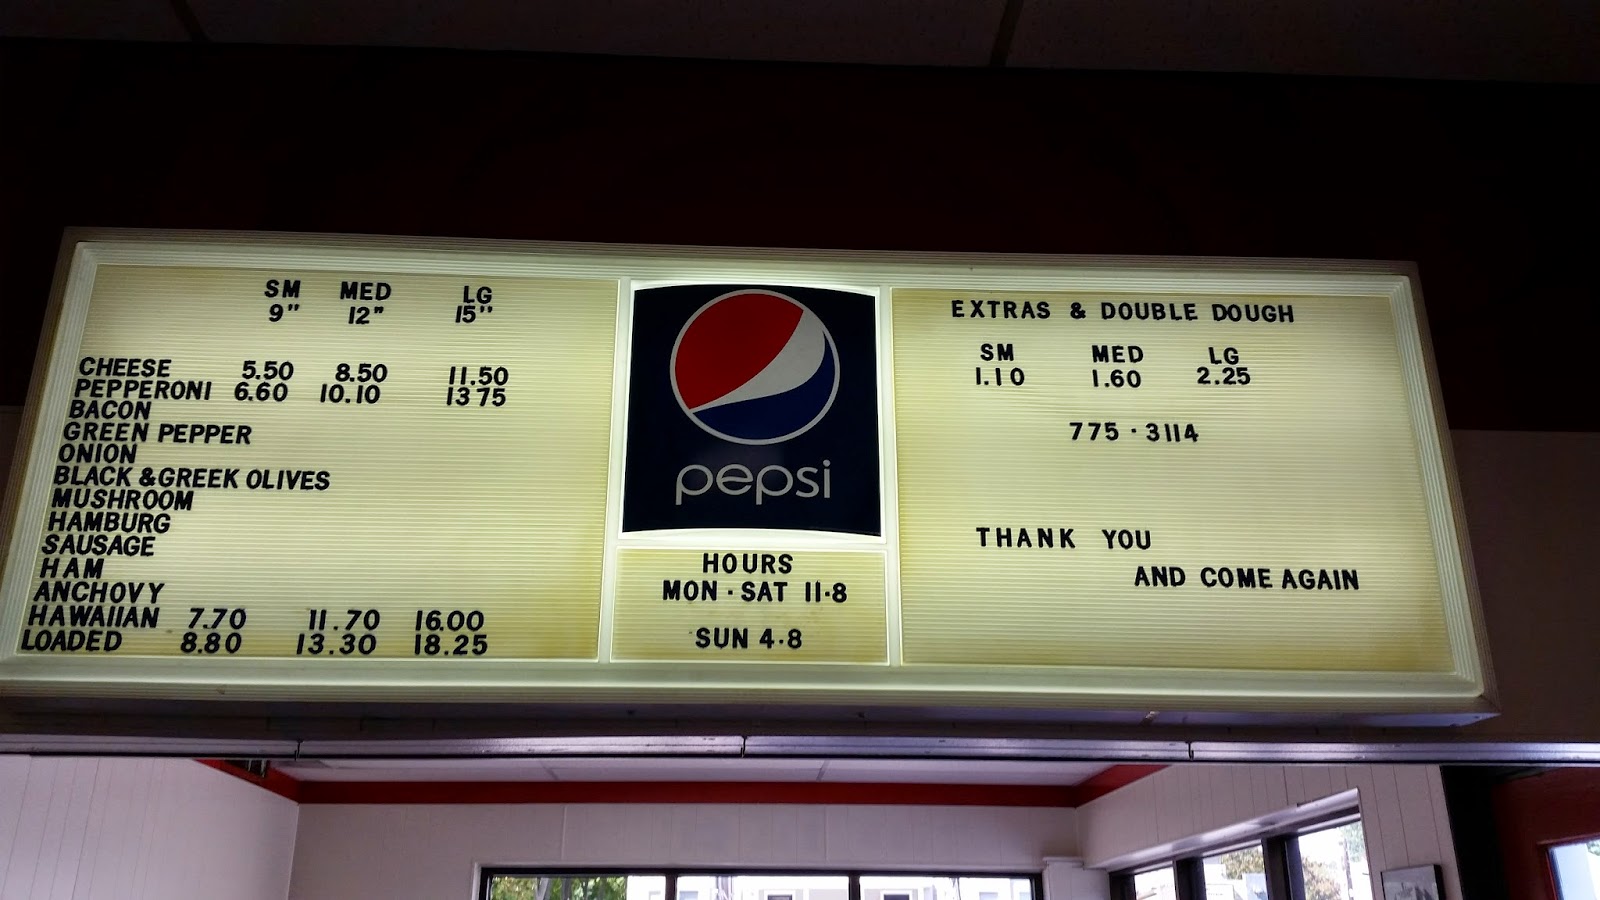 SM MED LG
9" 12" 15"
CHEESE 5.50 8.50 11.50
PEPPERONI 6.60 10.10 13 75
BACON
GREEN PEPPER
ONION
BLACK & GREEK OLIVES
MUSHROOM
HAMBURG
SAUSAGE
HAM
ANCHOVY
HAWAIIAN 7.70 11.70 16.00
LOADED 8.80 13.30 18.25
pepsi
HOURS
MON - SAT 11-8
SUN 4-8
EXTRAS & DOUBLE DOUGH
SM MED LG
1.10 1.60 2.25
775-3114
THANK YOU
AND COME AGAIN